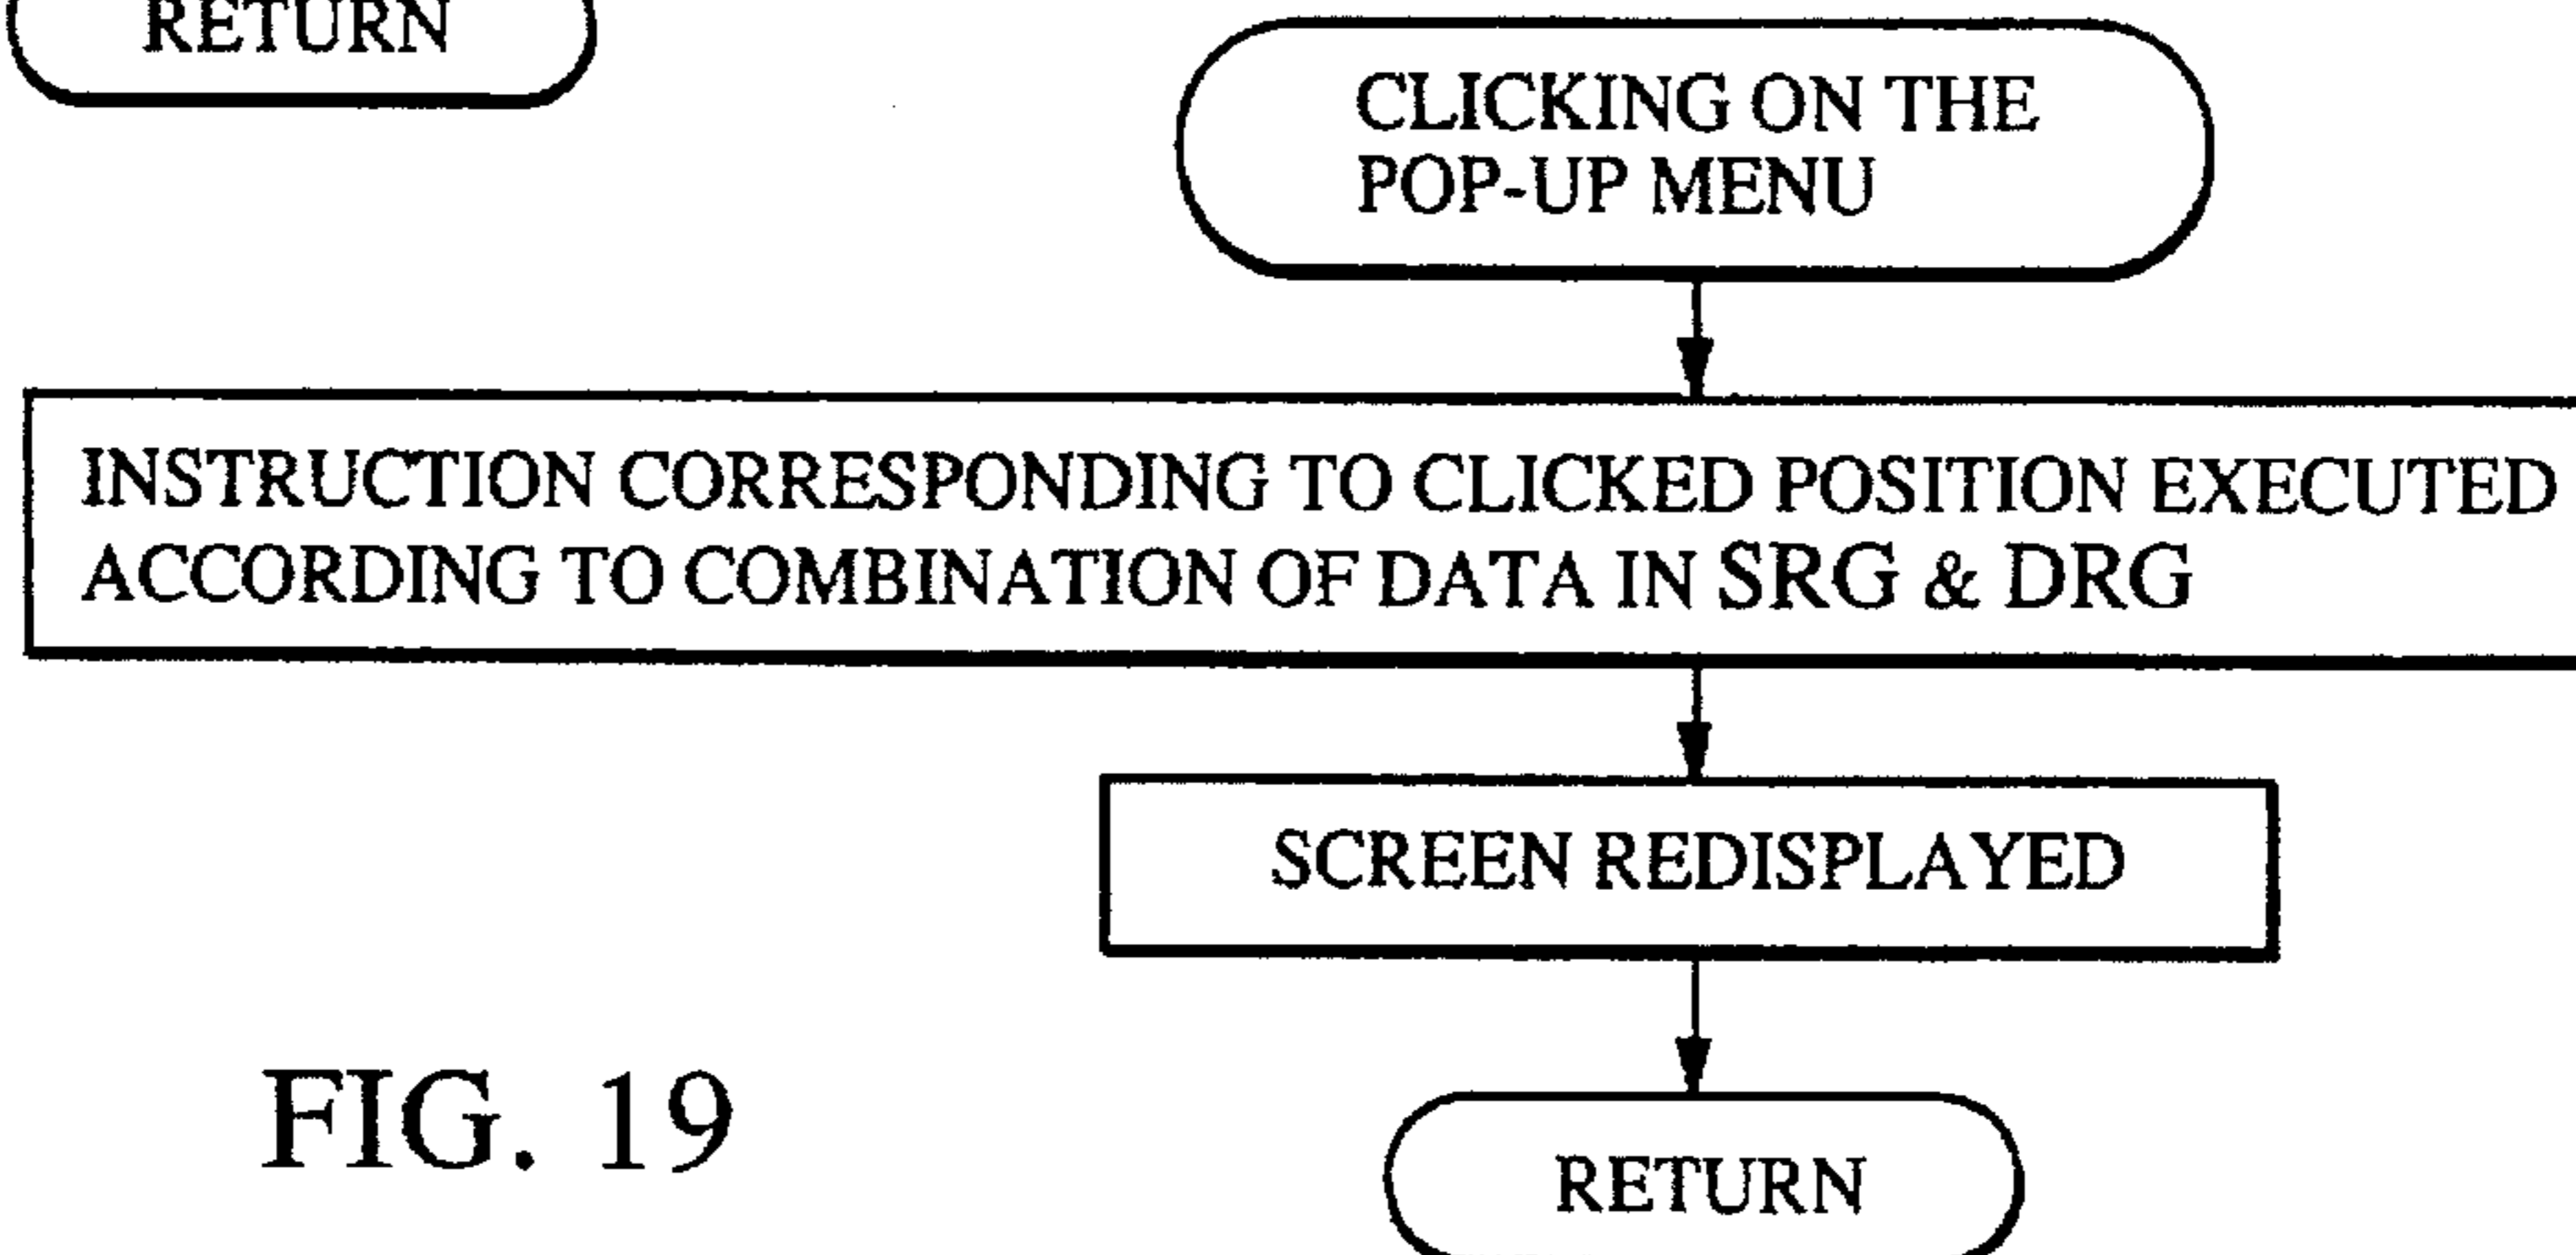 RETURN
CLICKING ON THE
POP-UP MENU
INSTRUCTION CORRESPONDING TO CLICKED POSITION EXECUTED
ACCORDING TO COMBINATION OF DATA IN SRG & DRG
SCREEN REDISPLAYED
RETURN
FIG. 19